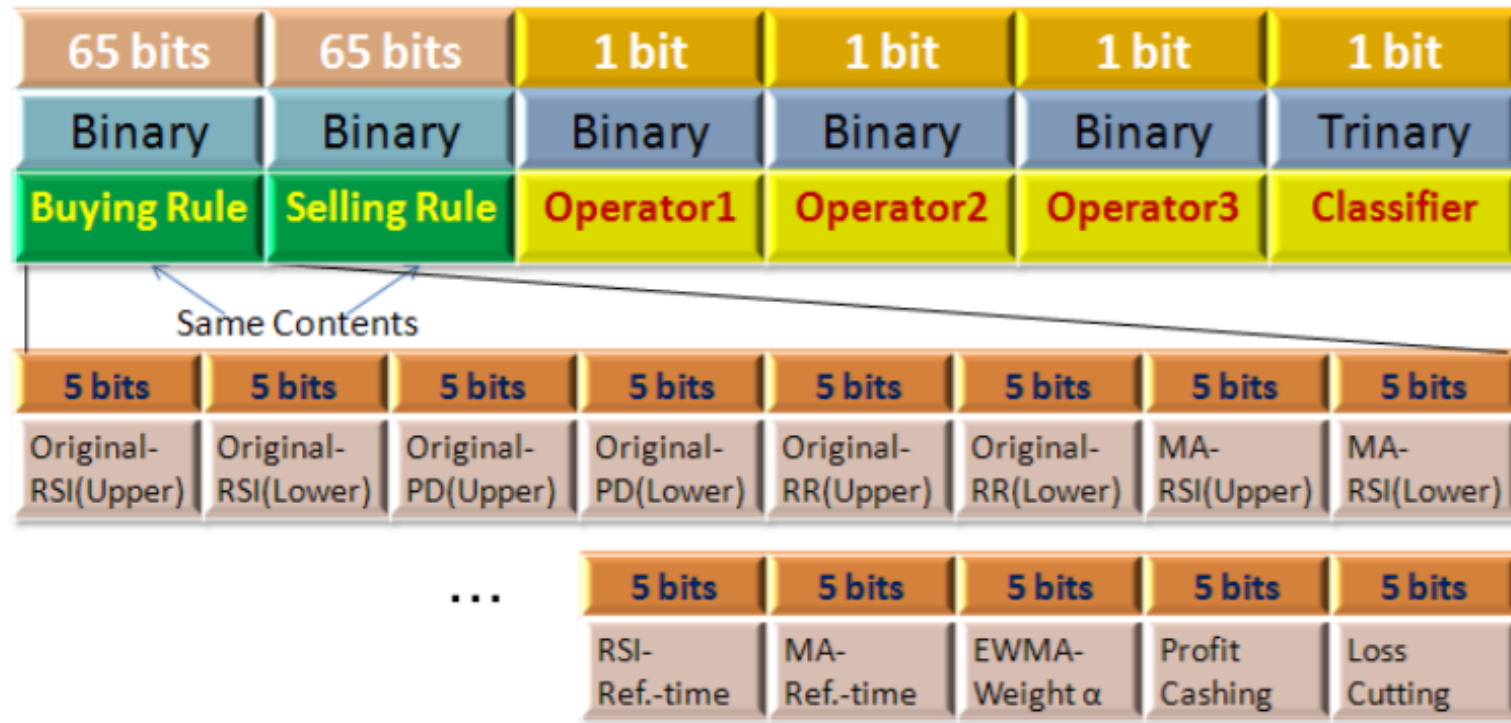 65 bits 65 bits 1 bit 1 bit 1 bit 1 bit
Binary Binary Binary Binary Binary Trinary
Buying Rule Selling Rule Operator1 Operator2 Operator3 Classifier
Same Contents
5 bits 5 bits 5 bits 5 bits 5 bits 5 bits 5 bits 5 bits
Original- Original- Original- Original- Original- Original- MA- MA-
RSI(Upper) RSI(Lower) PD(Upper) PD(Lower) RR(Upper) RR(Lower) RSI(Upper) RSI(Lower)
... 5 bits 5 bits 5 bits 5 bits 5 bits
RSI- MA- EWMA- Profit Loss
Ref.-time Ref.-time Weight α Cashing Cutting